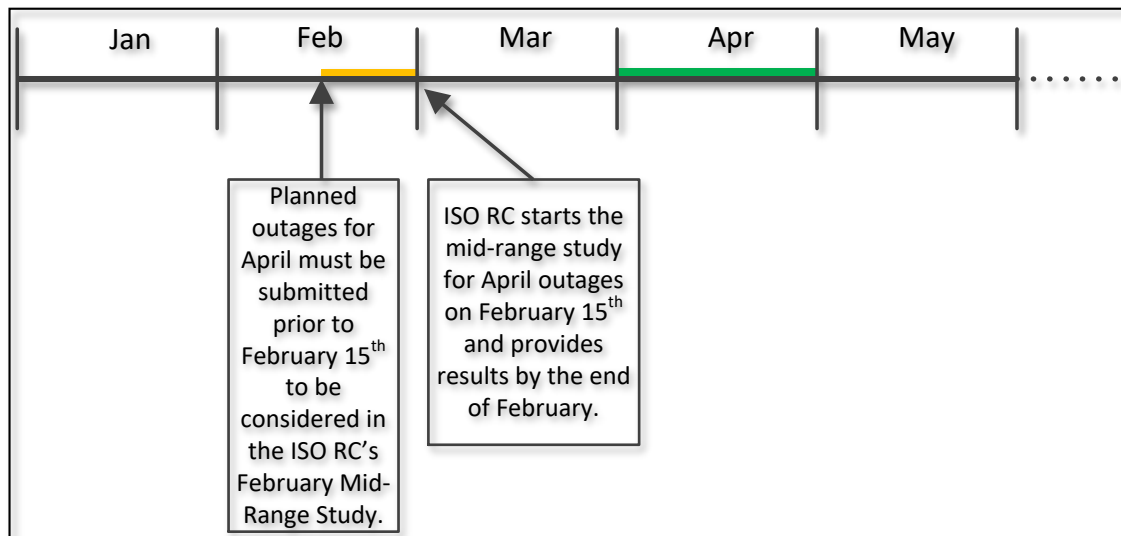 Jan Feb Mar Apr May
Planned
outages for
April must be
submitted
prior to
February 15th
to be
considered in
the ISO RC's
February Mid-
Range Study.
ISO RC starts the
mid-range study
for April outages
on February 15th
and provides
results by the end
of February.